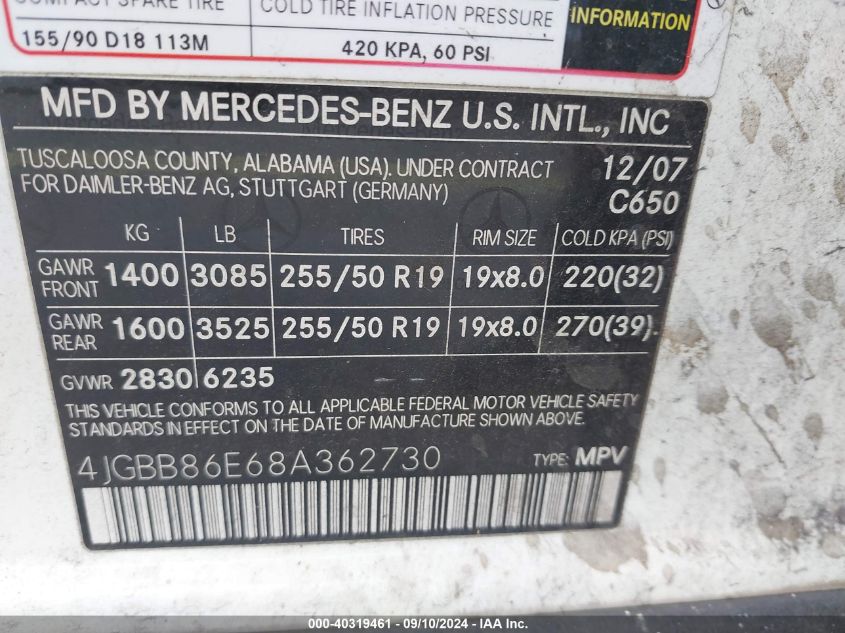 COMPACT SPARE TIRE
COLD TIRE INFLATION PRESSURE
INFORMATION
155/90 D18 113M
420 KPA, 60 PSI
MFD BY MERCEDES-BENZ U.S. INTL., INC
TUSCALOOSA COUNTY, ALABAMA (USA). UNDER CONTRACT
FOR DAIMLER-BENZ AG, STUTTGART (GERMANY)
12/07
C650
KG LB TIRES RIM SIZE COLD KPA (PSI)
GAWR FRONT 1400 3085 255/50 R19 19x8.0 220(32)
GAWR REAR 1600 3525 255/50 R19 19x8.0 270(39).
GVWR 2830 6235
THIS VEHICLE CONFORMS TO ALL APPLICABLE FEDERAL MOTOR VEHICLE SAFETY
STANDARDS IN EFFECT ON THE DATE OF MANUFACTURE SHOWN ABOVE.
4JGBB86E68A362730
TYPE: MPV
000-40319461 - 09/10/2024 - IAA Inc.